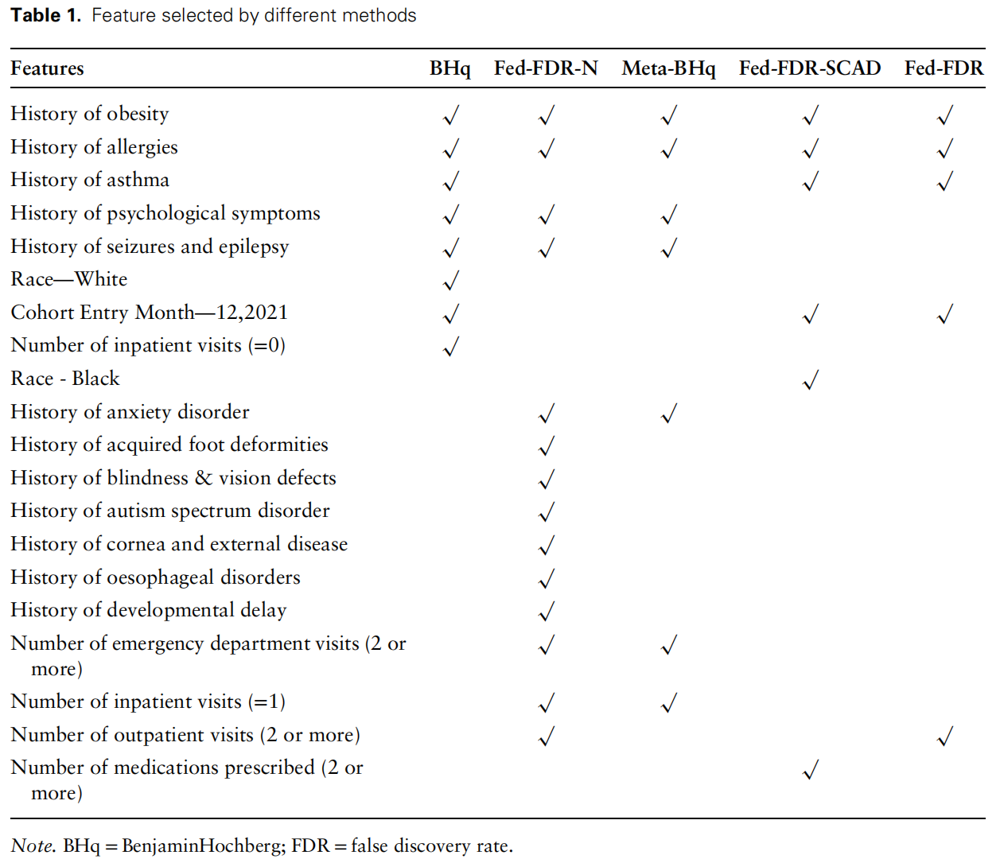 Table 1. Feature selected by different methods
Features BHq Fed-FDR-N Meta-BHq Fed-FDR-SCAD Fed-FDR
History of obesity √ √ √ √ √
History of allergies √ √ √ √ √
History of asthma √ √ √
History of psychological symptoms √ √ √
History of seizures and epilepsy √ √ √
Race—White √
Cohort Entry Month—12,2021 √ √ √
Number of inpatient visits (=0) √
Race - Black √
History of anxiety disorder √ √
History of acquired foot deformities √
History of blindness & vision defects √
History of autism spectrum disorder √
History of cornea and external disease √
History of oesophageal disorders √
History of developmental delay √
Number of emergency department visits (2 or √ √
more)
Number of inpatient visits (=1) √ √
Number of outpatient visits (2 or more) √ √
Number of medications prescribed (2 or √
more)
Note. BHq = BenjaminHochberg; FDR = false discovery rate.